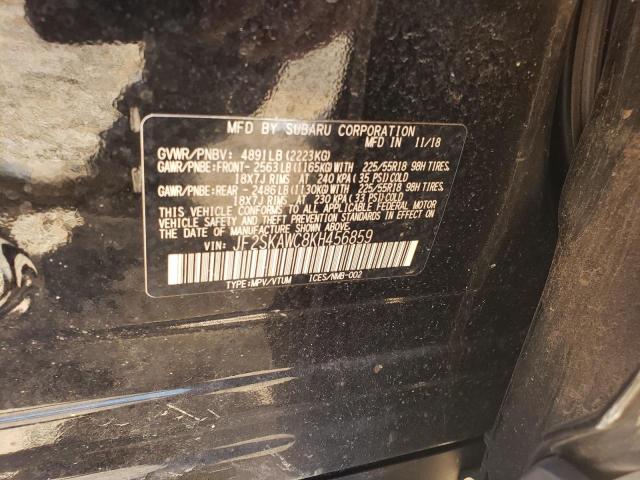 MFD BY SUBARU CORPORATION
MFD IN 11/18
GVWR/PNBV: 4891LB(2223KG)
GAWR/PNBE:FRONT- 2563LB(1165KG)WITH 225/55R18 98H TIRES.
18X7J RIMS AT 240 KPA(35 PSI)COLD
GAWR/PNBE:REAR - 2486LB(1130KG)WITH 225/55R18 98H TIRES.
18X7J RIMS AT 230 KPA(33 PSI)COLD
THIS VEHICLE CONFORMS TO ALL APPLICABLE FEDERAL MOTOR
VEHICLE SAFETY AND THEFT PREVENTION STANDARDS
IN EFFECT ON THE DATE OF MANUFACTURE SHOWN ABOVE.
VIN: JF2SKAWC8KH456859
TYPE:MPV/VTUM ICES/NMB-002